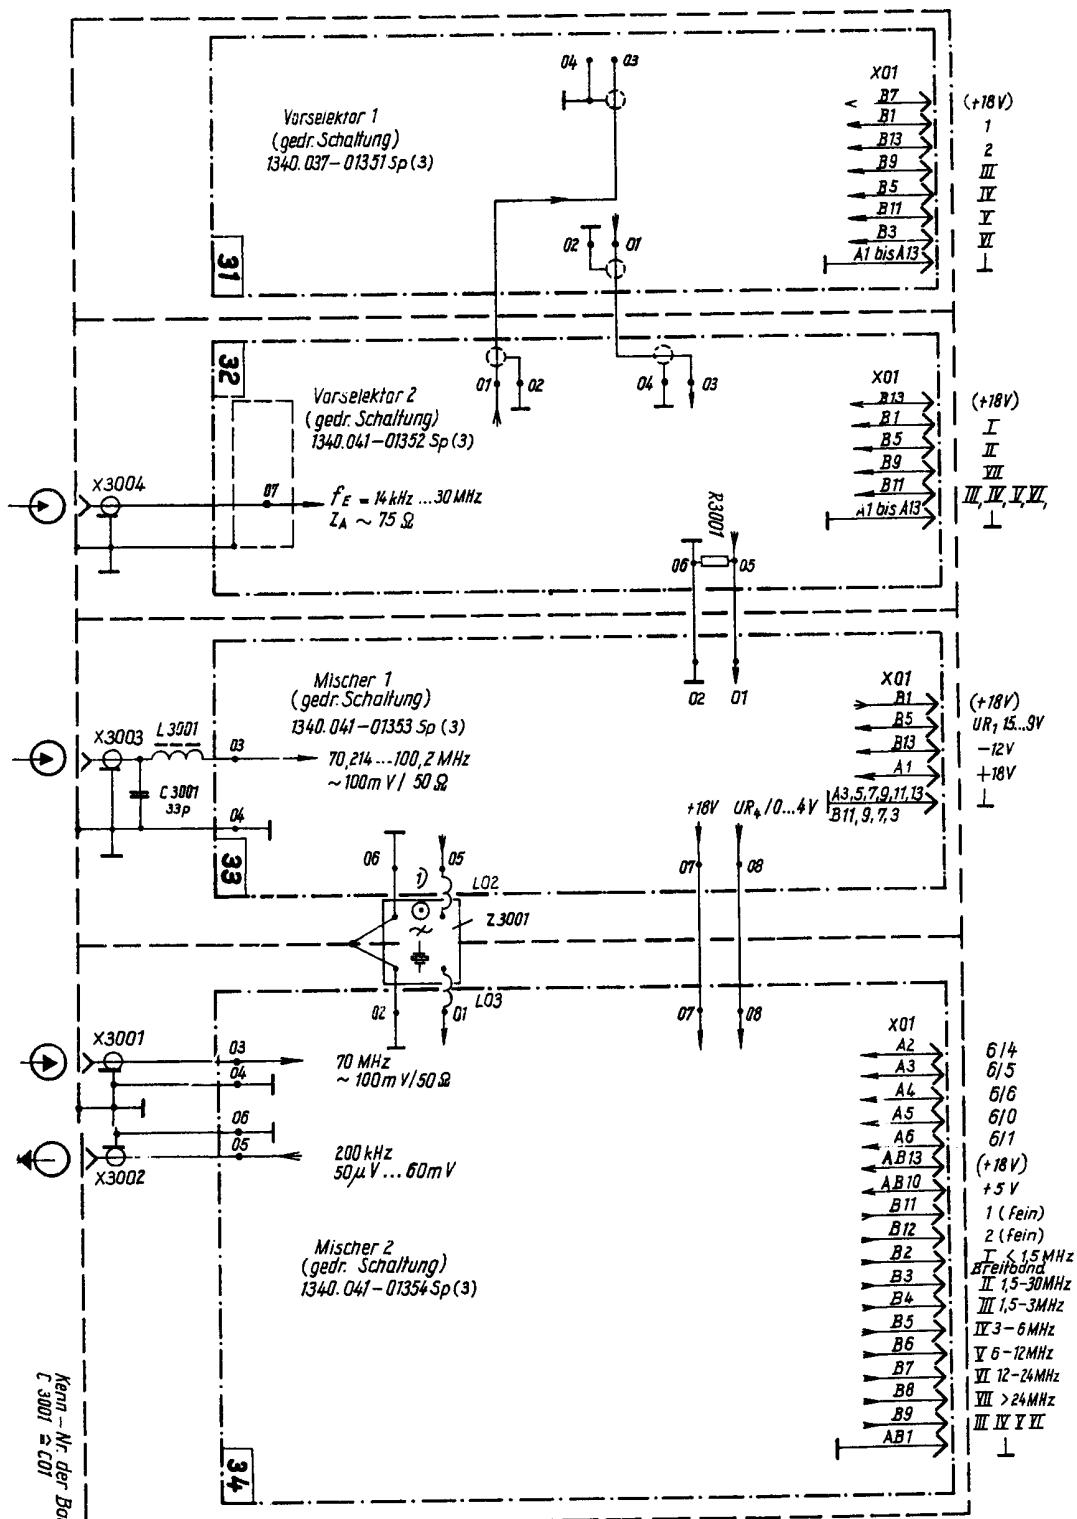 04
03
X01
Vorselektor 1
(gedr. Schaltung)
1340.037-01351 Sp(3)
B7 (+18V)
B1 1
B13 2
B9 III
B5 IV
B11 V
B3 VI
A1 bis A13 ⊥
02
01
31
32
01
02
04
03
Vorselektor 2
(gedr. Schaltung)
1340.041-01352 Sp(3)
X01
B13 (+18V)
B1 I
B5 II
B9 VII
B11 III, IV, V, VI,
A1 bis A13 ⊥
X3004
07
fE = 14 kHz ... 30 MHz
ZA ~ 75 Ω
R3001
06
05
02
01
Mischer 1
(gedr. Schaltung)
1340.041-01353 Sp(3)
X01
B1 (+18V)
B5 UR1 15...9V
B13 -12V
A1 +18V
A3,5,7,9,11,13 ⊥
B11,9,7,3
X3003
L3001
03
70,214...100,2 MHz
~100mV/50 Ω
C3001
33p
04
33
+18V
UR4/0...4V
06
1)
05
L02
07
08
Z3001
02
01
L03
07
08
X3001
03
04
70 MHz
~100mV/50 Ω
06
05
X3002
200 kHz
50µV...60mV
Mischer 2
(gedr. Schaltung)
1340.041-01354 Sp(3)
X01
A2 6/4
A3 6/5
A4 6/6
A5 6/0
A6 6/1
AB13 (+18V)
AB10 +5V
B11 1 (fein)
B12 2 (fein)
B2 I < 1,5 MHz
Breitband
B3 II 1,5-30MHz
B4 III 1,5-3MHz
B5 IV 3-6MHz
B6 V 6-12MHz
B7 VI 12-24MHz
B8 VII >24MHz
B9 III IV V VI
AB1 ⊥
34
Kenn-Nr. der
C3001 ≙ C01